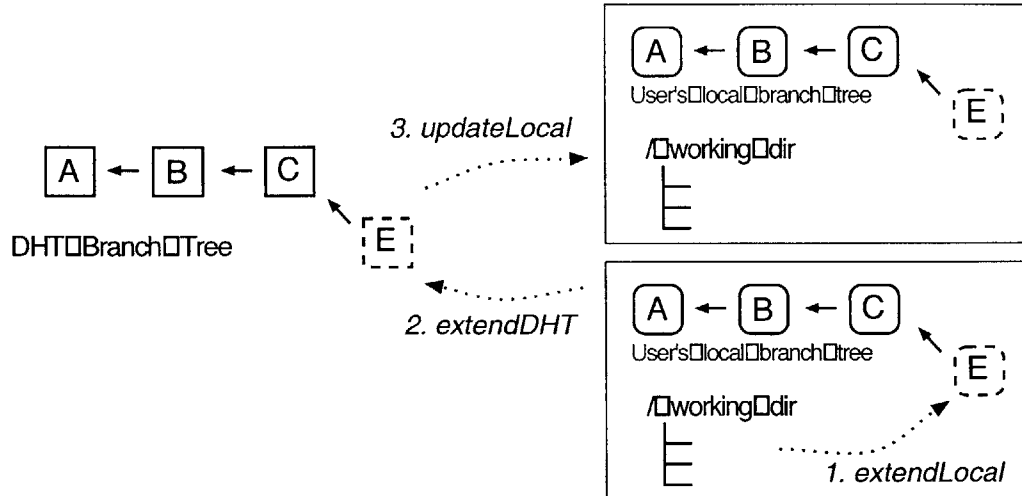 A B C
User's□local□branch□tree
E
3. updateLocal
/□working□dir
A B C
E
DHT□Branch□Tree
2. extendDHT
A B C
User's□local□branch□tree
E
/□working□dir
1. extendLocal